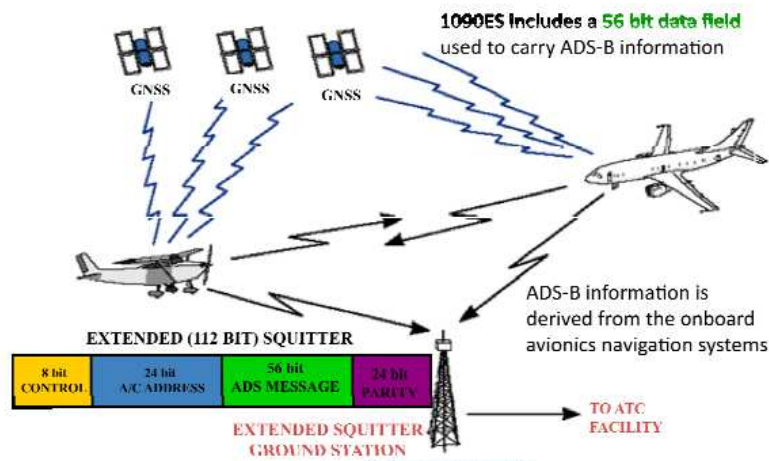 1090ES includes a 56 bit data field
used to carry ADS-B information
GNSS
GNSS
GNSS
ADS-B information is
derived from the onboard
avionics navigation systems
EXTENDED (112 BIT) SQUITTER
8 bit
CONTROL
24 bit
A/C ADDRESS
56 bit
ADS MESSAGE
24 bit
PARITY
EXTENDED SQUITTER
GROUND STATION
TO ATC
FACILITY